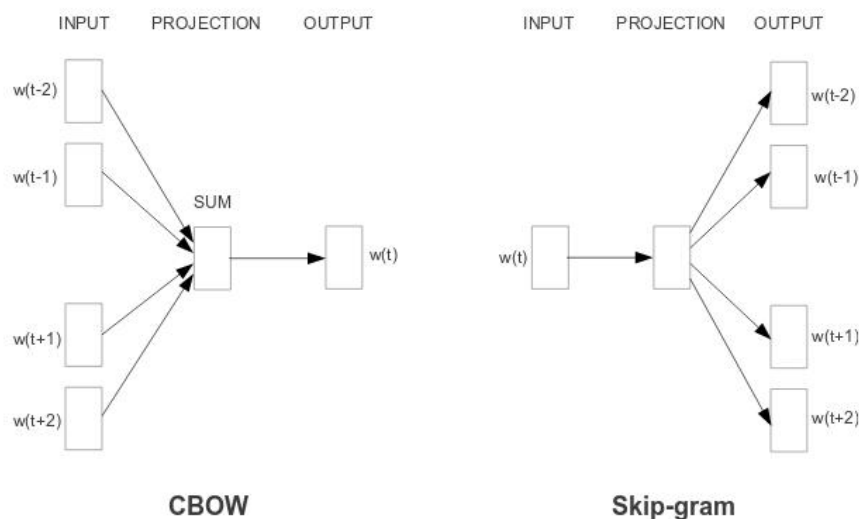 INPUT PROJECTION OUTPUT
w(t-2)
w(t-1)
SUM
w(t)
w(t+1)
w(t+2)
CBOW
INPUT PROJECTION OUTPUT
w(t-2)
w(t-1)
w(t)
w(t+1)
w(t+2)
Skip-gram